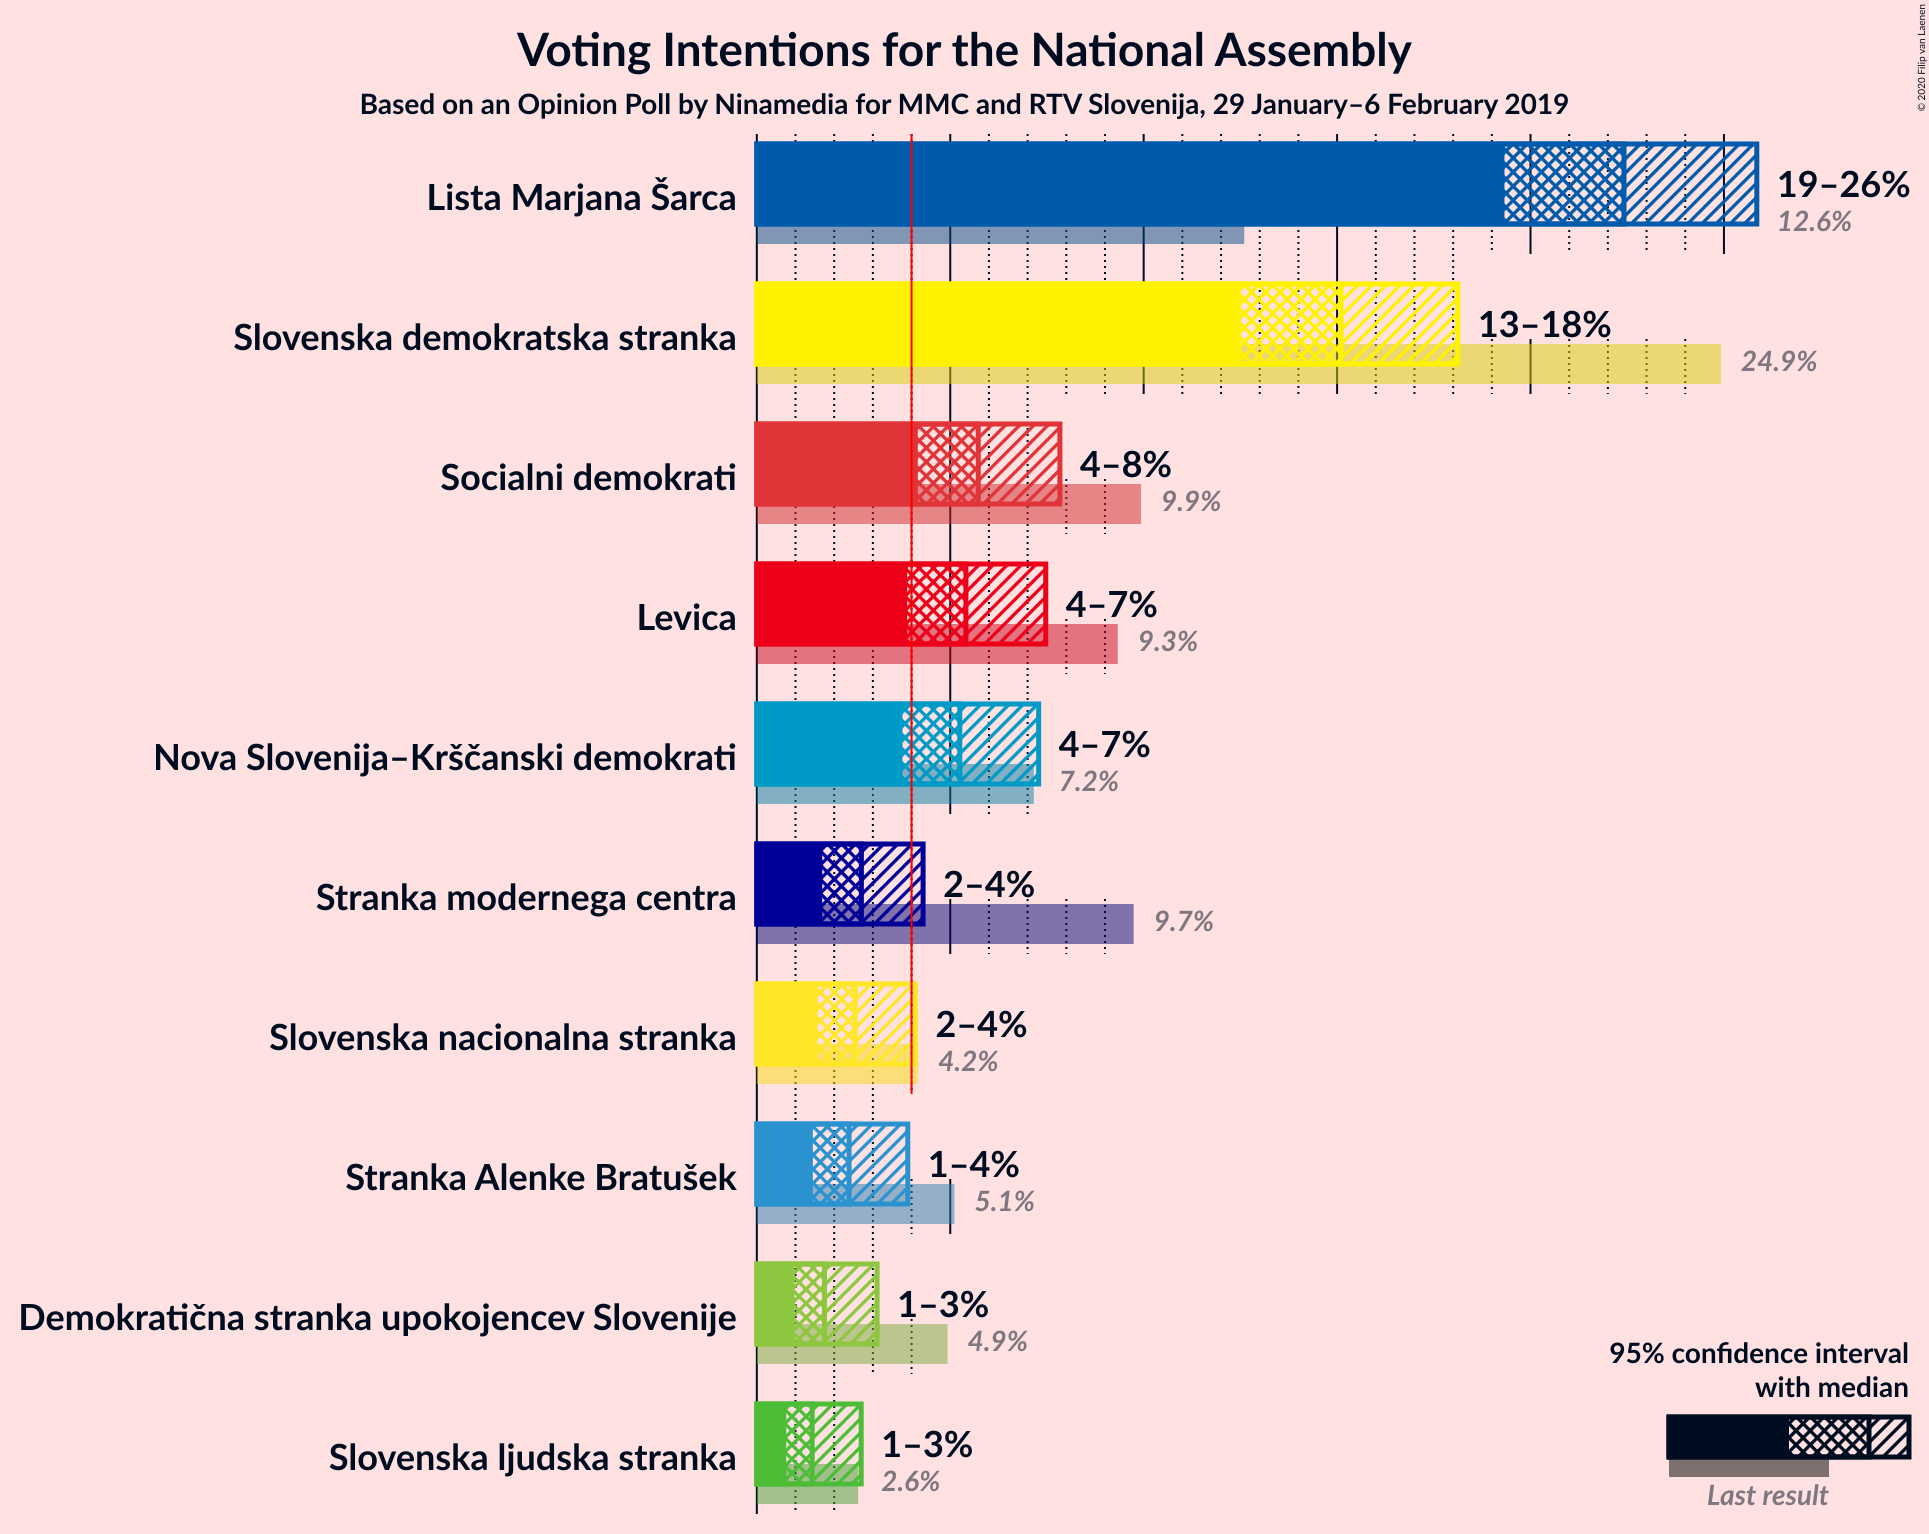 Voting Intentions for the National Assembly
Based on an Opinion Poll by Ninamedia for MMC and RTV Slovenija, 29 January–6 February 2019
© 2020 Filip van Laenen
Lista Marjana Šarca
19–26%
12.6%
Slovenska demokratska stranka
13–18%
24.9%
Socialni demokrati
4–8%
9.9%
Levica
4–7%
9.3%
Nova Slovenija–Krščanski demokrati
4–7%
7.2%
Stranka modernega centra
2–4%
9.7%
Slovenska nacionalna stranka
2–4%
4.2%
Stranka Alenke Bratušek
1–4%
5.1%
Demokratična stranka upokojencev Slovenije
1–3%
4.9%
Slovenska ljudska stranka
1–3%
2.6%
95% confidence interval
with median
Last result